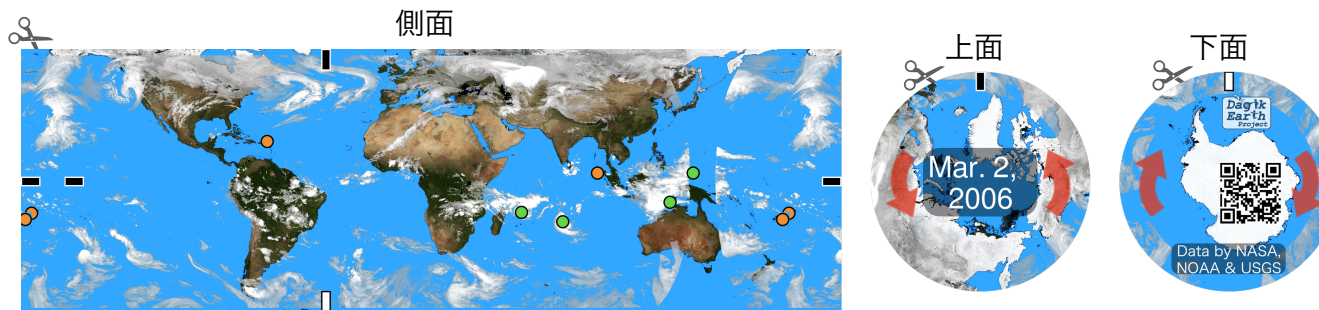 側面
上面
下面
Mar. 2,
2006
Dagik
Earth
Project
Data by NASA,
NOAA & USGS